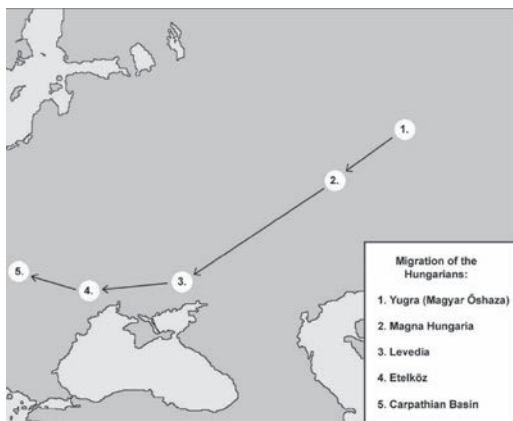 1.
2.
3.
4.
5.
Migration of the
Hungarians:
1. Yugra (Magyar Őshaza)
2. Magna Hungaria
3. Levedia
4. Etelköz
5. Carpathian Basin